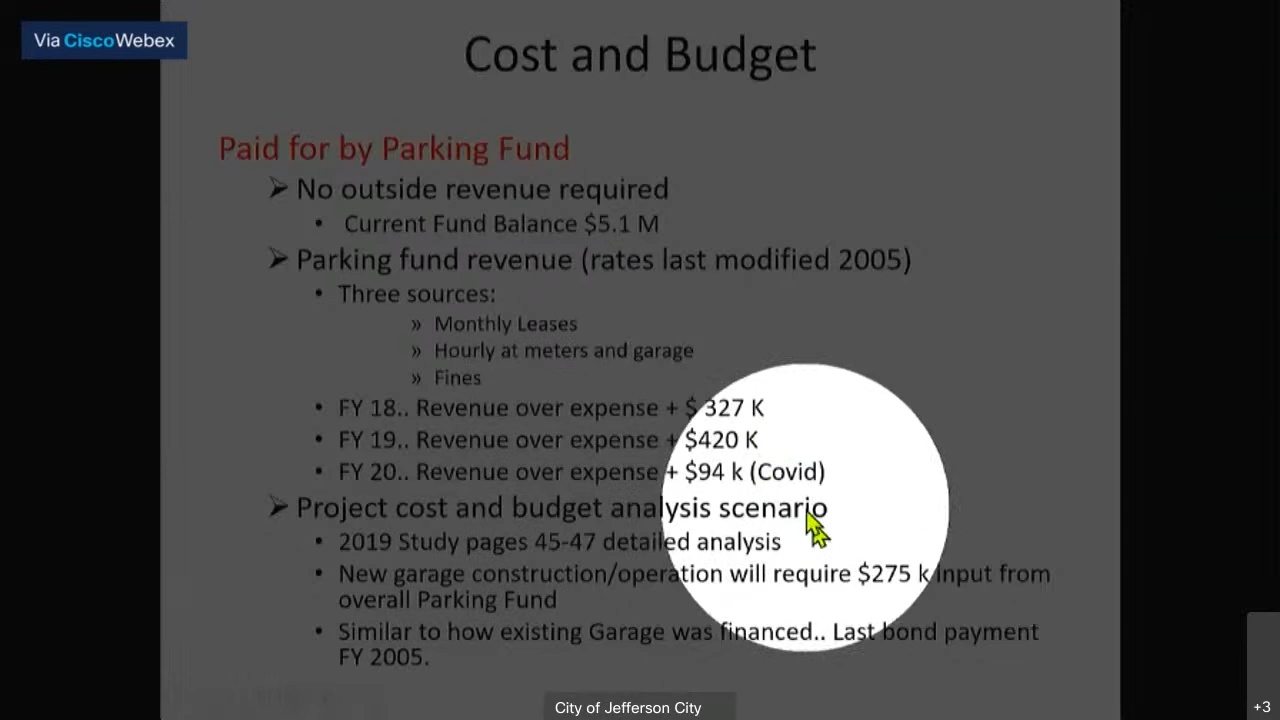 Via CiscoWebex
Cost and Budget
Paid for by Parking Fund
➢ No outside revenue required
• Current Fund Balance $5.1 M
➢ Parking fund revenue (rates last modified 2005)
• Three sources:
» Monthly Leases
» Hourly at meters and garage
» Fines
• FY 18.. Revenue over expense + $ 327 K
• FY 19.. Revenue over expense + $420 K
• FY 20.. Revenue over expense + $94 k (Covid)
➢ Project cost and budget analysis scenario
• 2019 Study pages 45-47 detailed analysis
• New garage construction/operation will require $275 k input from
overall Parking Fund
• Similar to how existing Garage was financed.. Last bond payment
FY 2005.
City of Jefferson City
+3